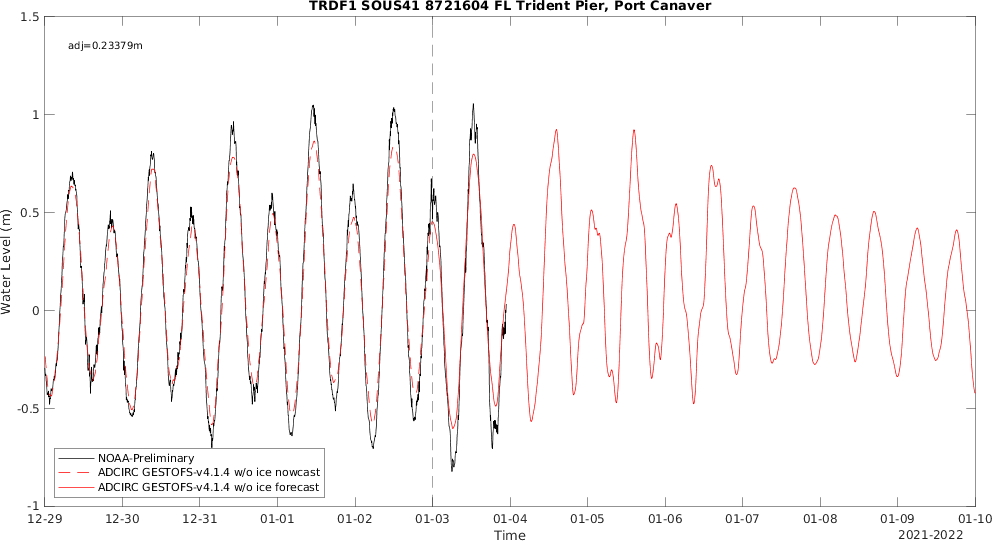 TRDF1 SOUS41 8721604 FL Trident Pier, Port Canaver
adj=0.23379m
1.5
1
0.5
0
-0.5
-1
Water Level (m)
NOAA-Preliminary
ADCIRC GESTOFS-v4.1.4 w/o ice nowcast
ADCIRC GESTOFS-v4.1.4 w/o ice forecast
12-29 12-30 12-31 01-01 01-02 01-03 01-04 01-05 01-06 01-07 01-08 01-09 01-10
Time
2021-2022